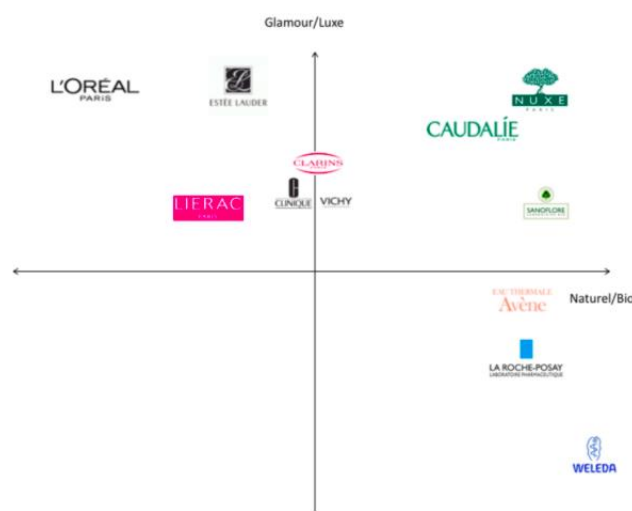 Glamour/Luxe
L'ORÉAL
PARIS
ESTĒE LAUDER
NUXE
PARIS
CAUDALÍE
PARIS
CLARINS
LIERAC
PARIS
CLINIQUE
VICHY
SANOFLORE
EAU THERMALE
Avène
Naturel/Bio
LA ROCHE-POSAY
LABORATOIRE PHARMACEUTIQUE
WELEDA